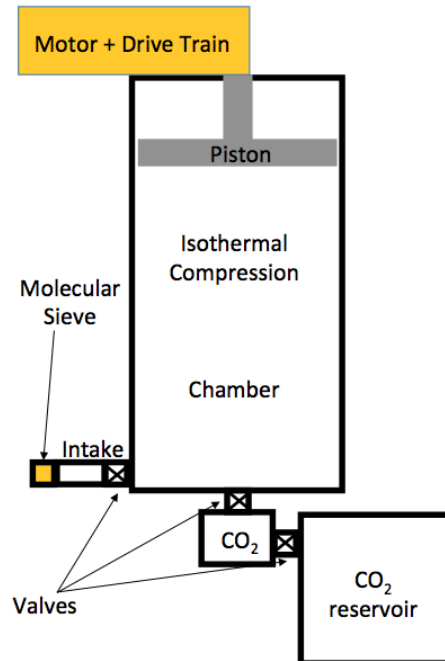 Motor + Drive Train
Piston
Isothermal
Compression
Molecular
Sieve
Chamber
Intake
CO₂
Valves
CO₂
reservoir